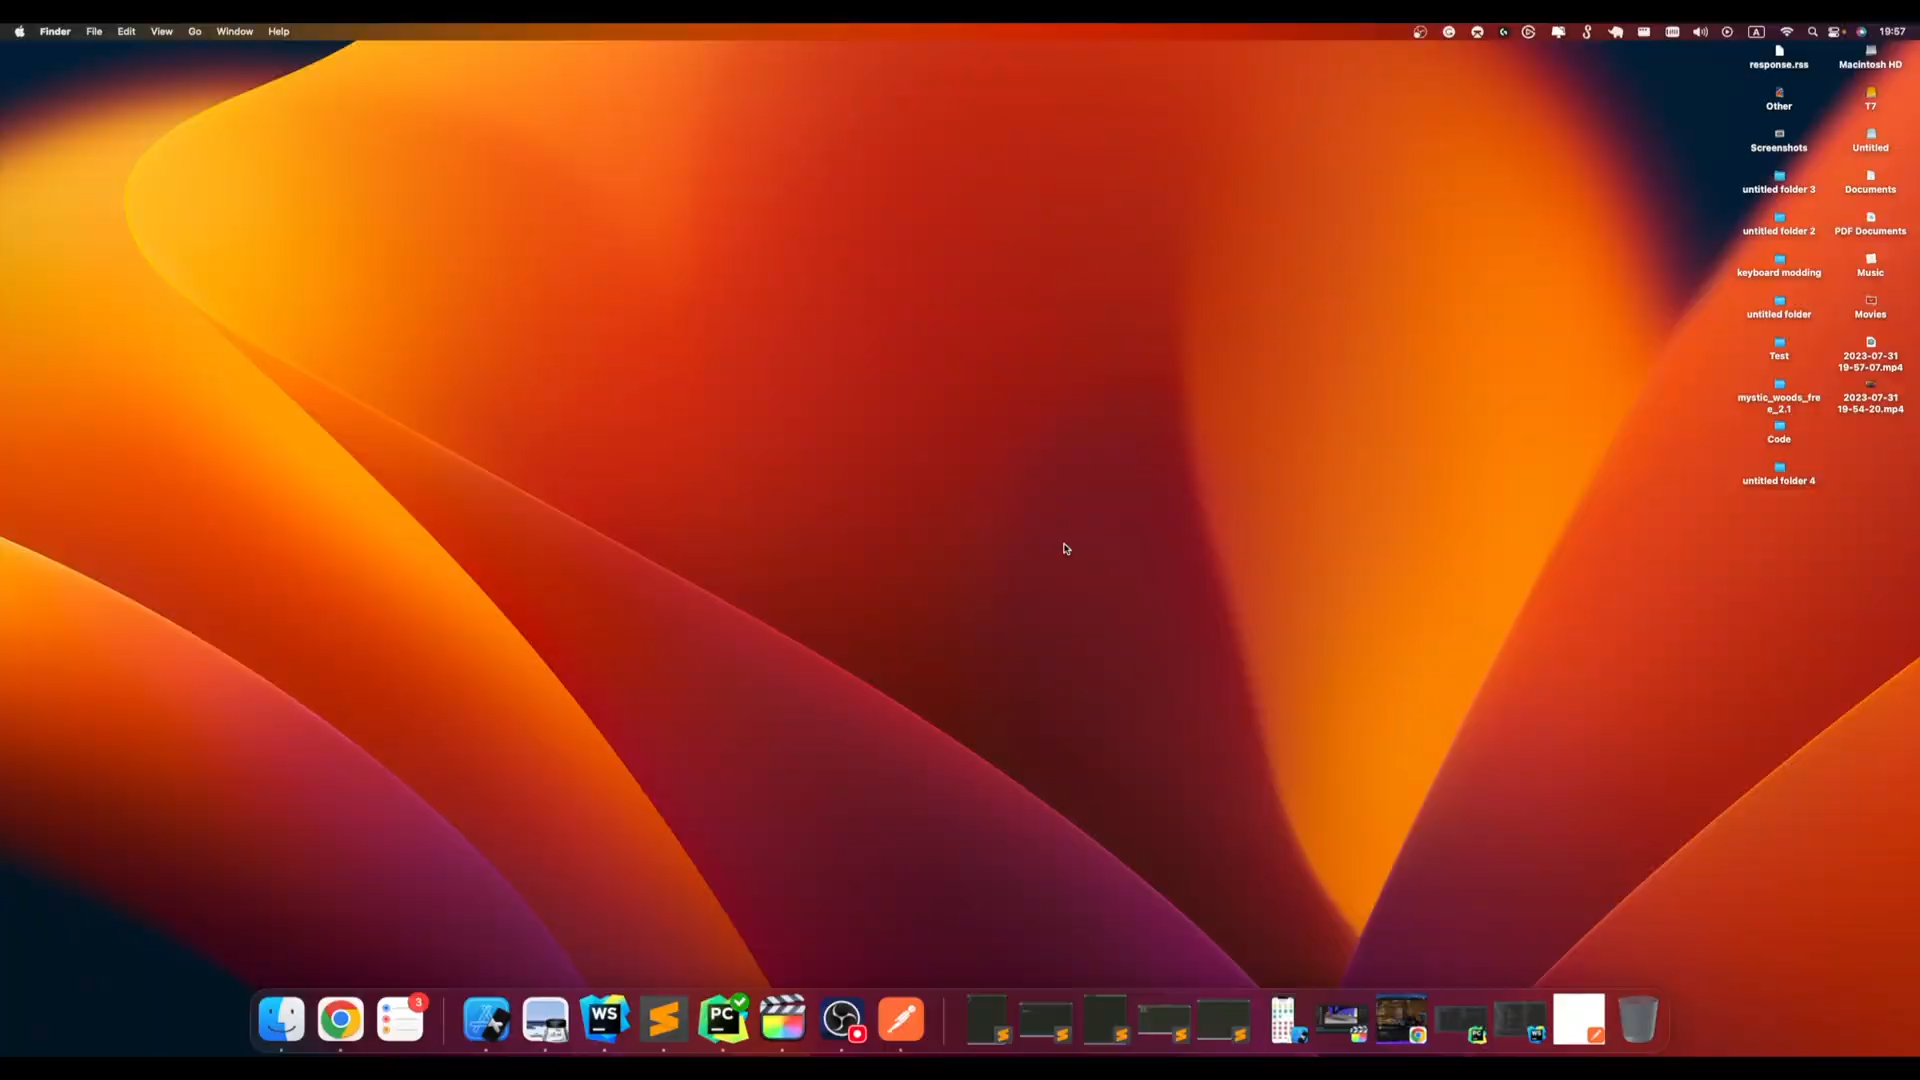 Finder File Edit View Go Window Help
A 19:57
response.rss
Macintosh HD
Other
T7
Screenshots
Untitled
untitled folder 3
Documents
untitled folder 2
PDF Documents
keyboard modding
Music
untitled folder
Movies
Test
2023-07-31
19-57-07.mp4
mystic_woods_fre
e_2.1
2023-07-31
19-54-20.mp4
Code
untitled folder 4
3
WS
PC